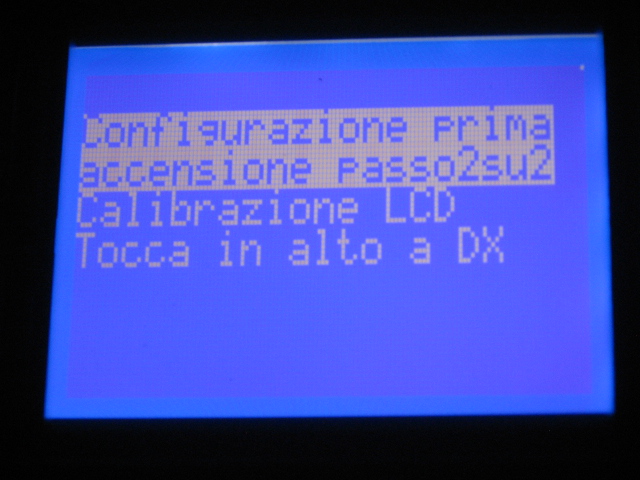 Configurazione prima
accensione passo2su2
Calibrazione LCD
Tocca in alto a DX